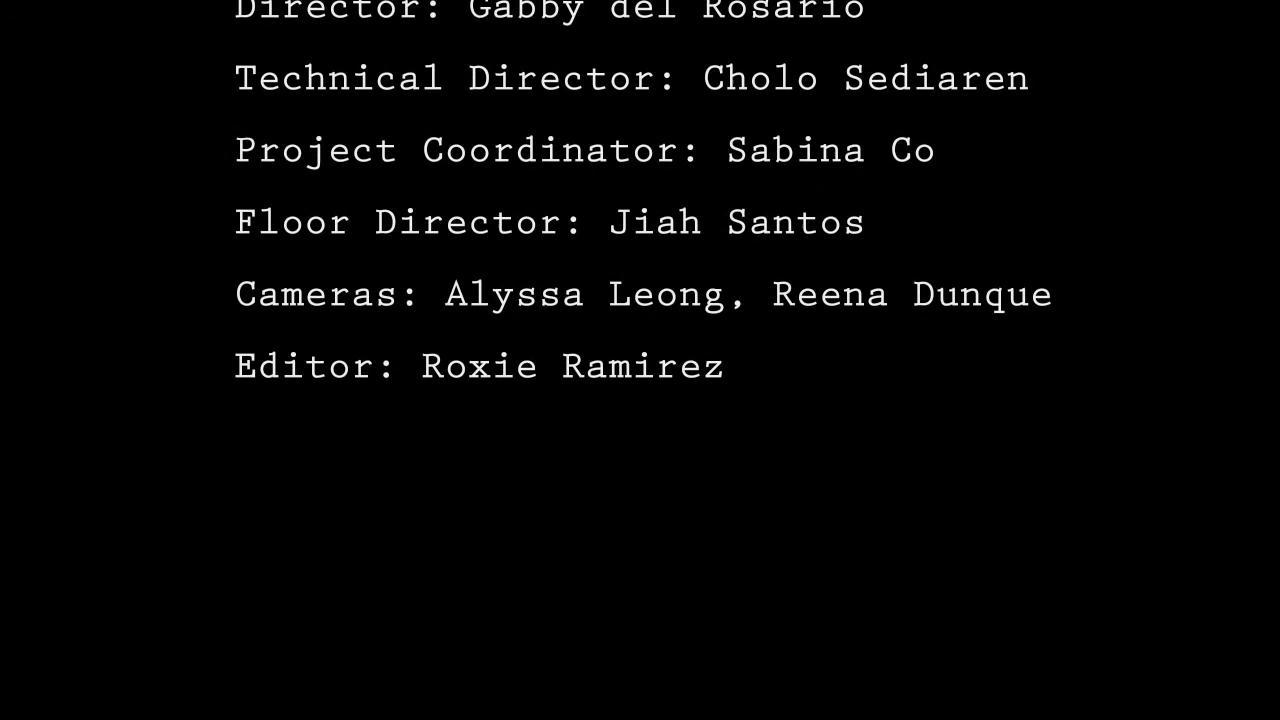 Director: Gabby del Rosario
Technical Director: Cholo Sediaren
Project Coordinator: Sabina Co
Floor Director: Jiah Santos
Cameras: Alyssa Leong, Reena Dunque
Editor: Roxie Ramirez